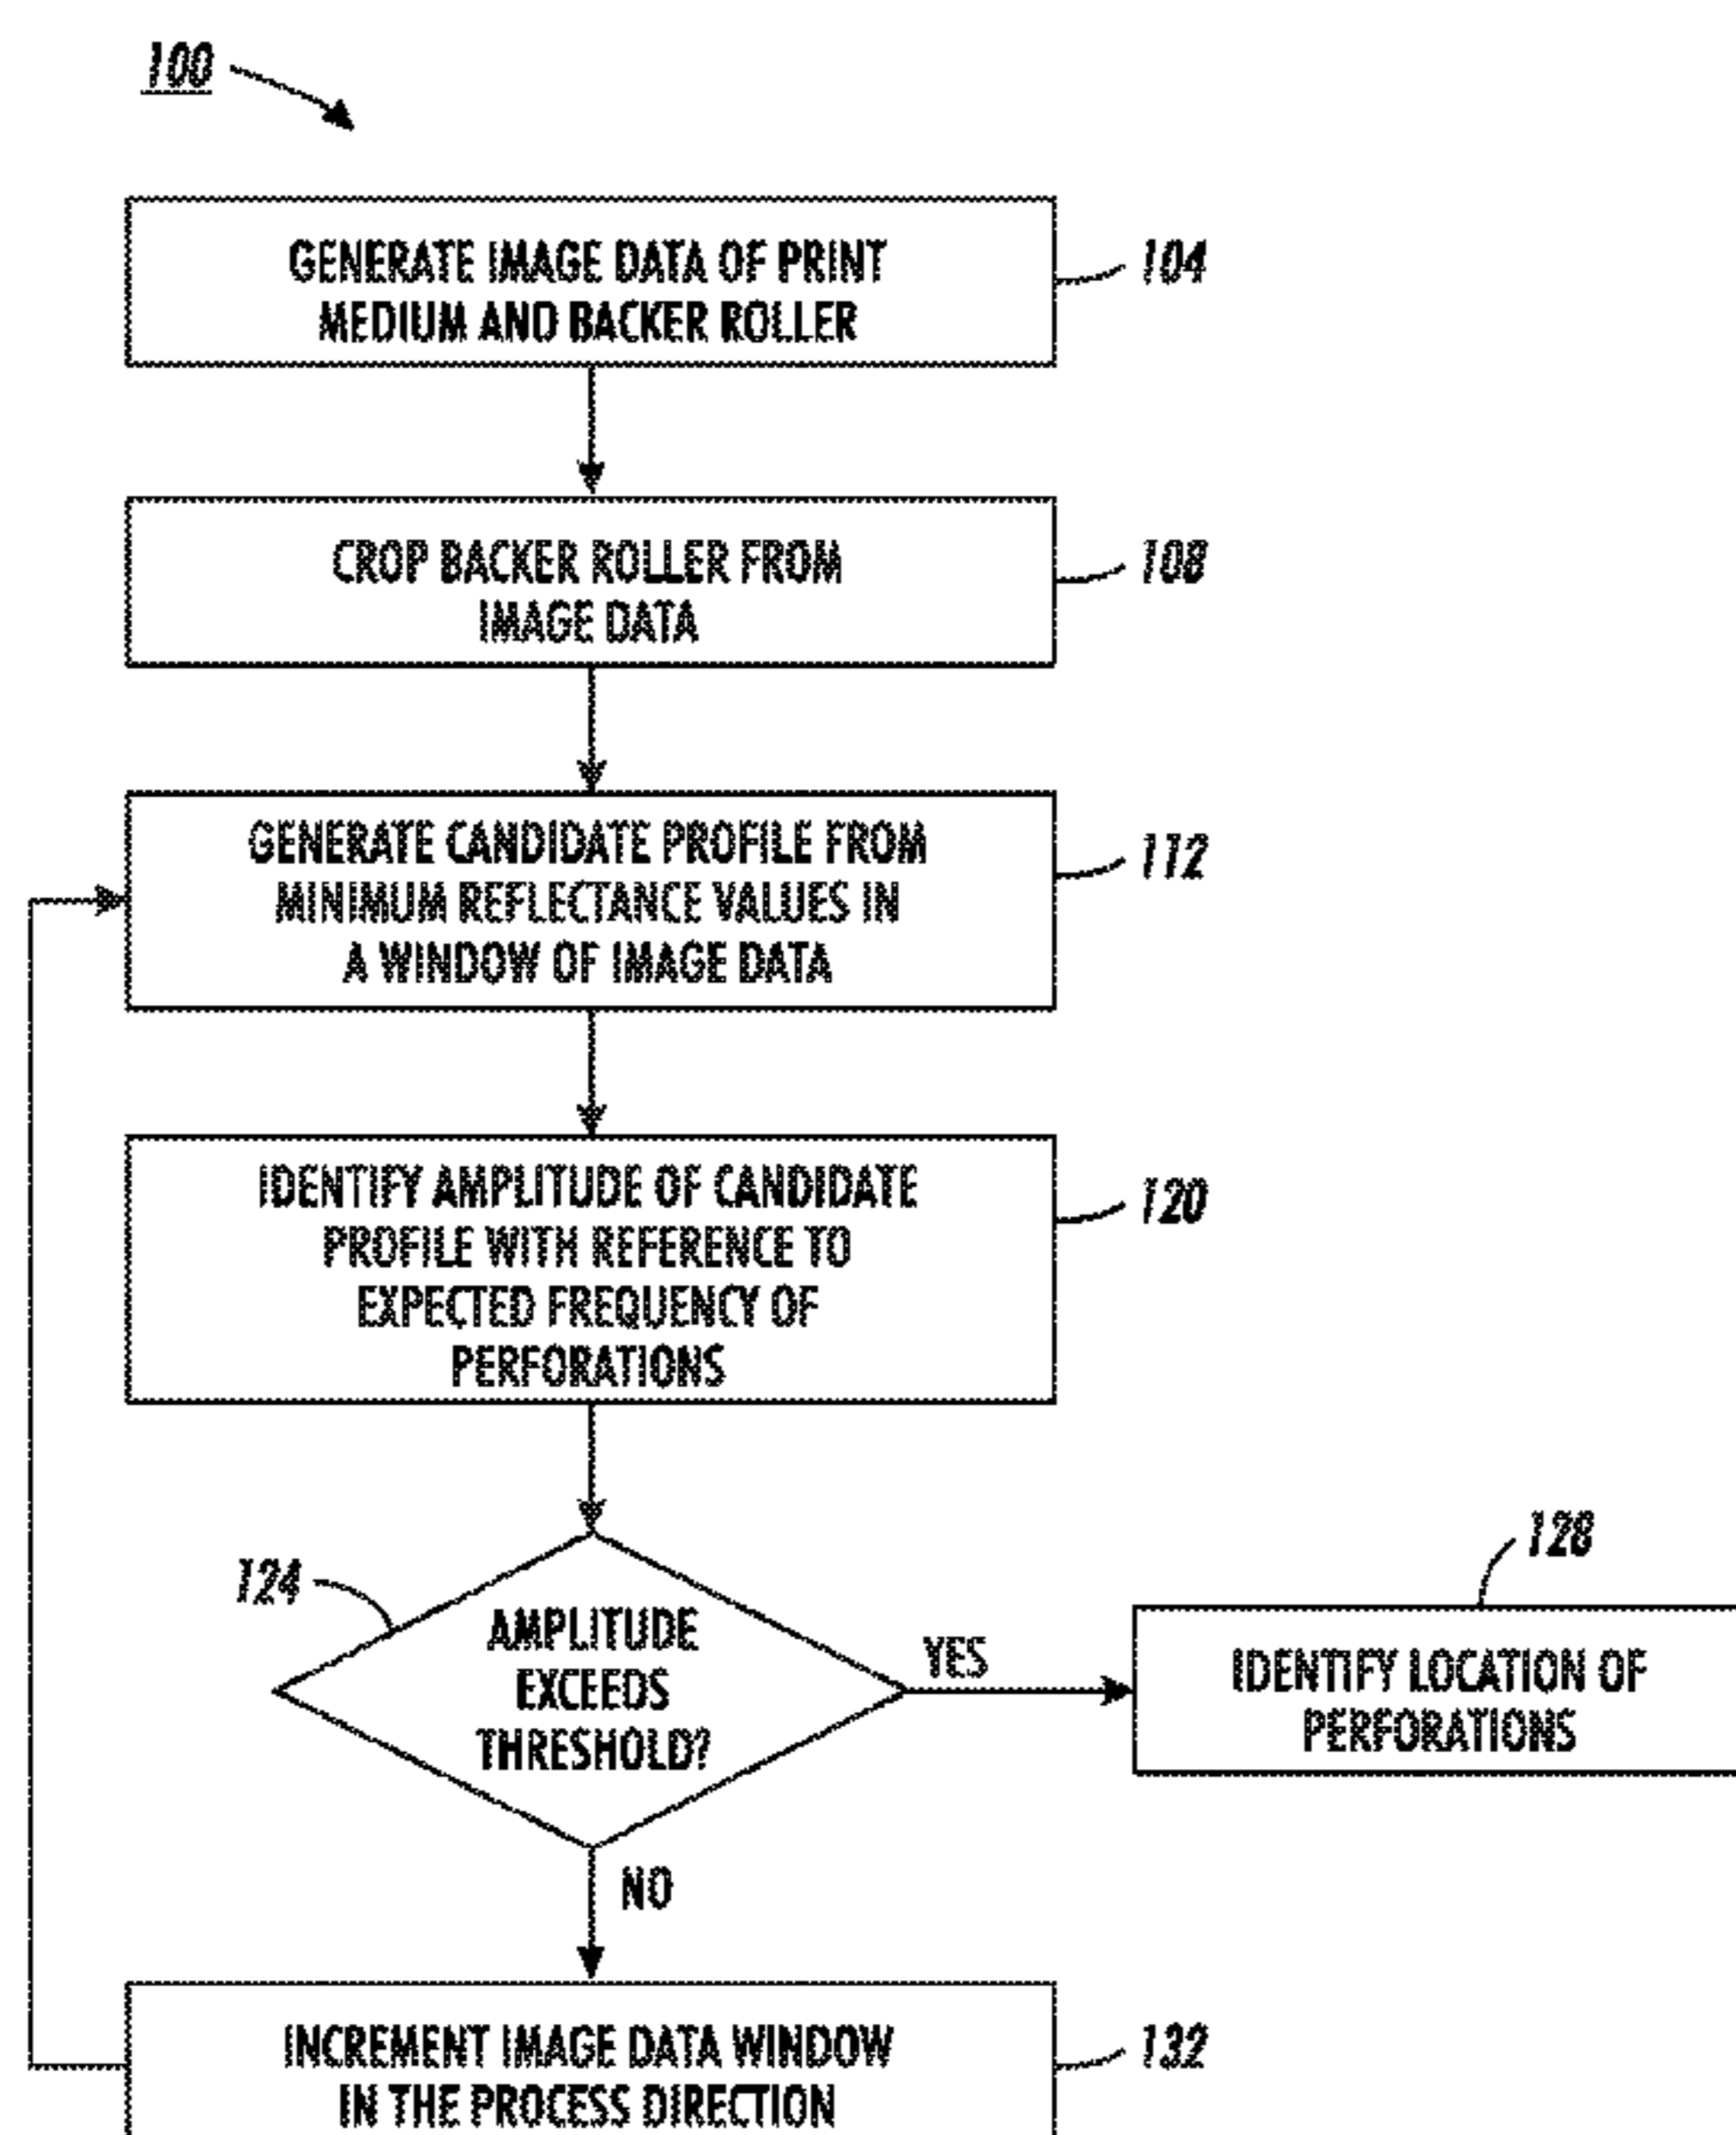 100
GENERATE IMAGE DATA OF PRINT
MEDIUM AND BACKER ROLLER
104
CROP BACKER ROLLER FROM
IMAGE DATA
108
GENERATE CANDIDATE PROFILE FROM
MINIMUM REFLECTANCE VALUES IN
A WINDOW OF IMAGE DATA
112
IDENTIFY AMPLITUDE OF CANDIDATE
PROFILE WITH REFERENCE TO
EXPECTED FREQUENCY OF
PERFORATIONS
120
124
AMPLITUDE
EXCEEDS
THRESHOLD?
YES
128
IDENTIFY LOCATION OF
PERFORATIONS
NO
INCREMENT IMAGE DATA WINDOW
IN THE PROCESS DIRECTION
132